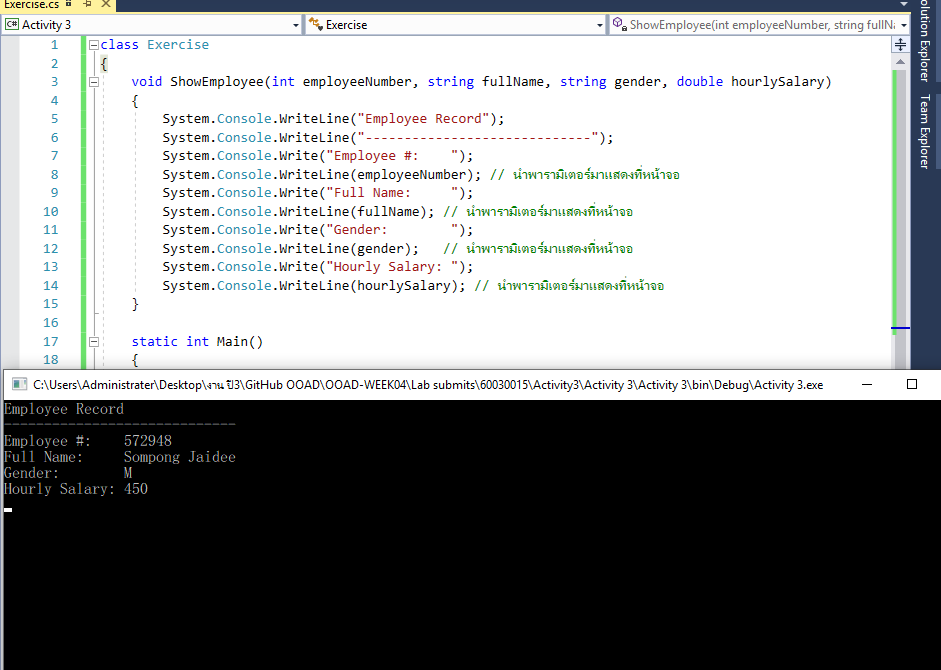 Exercise.cs
Activity 3 Exercise ShowEmployee(int employeeNumber, string fullNa
Solution Explorer
Team Explorer
1 class Exercise
2 {
3 void ShowEmployee(int employeeNumber, string fullName, string gender, double hourlySalary)
4 {
5 System.Console.WriteLine("Employee Record");
6 System.Console.WriteLine("-----------------------------");
7 System.Console.Write("Employee #:    ");
8 System.Console.WriteLine(employeeNumber); // นำพารามิเตอร์มาแสดงที่หน้าจอ
9 System.Console.Write("Full Name:     ");
10 System.Console.WriteLine(fullName); // นำพารามิเตอร์มาแสดงที่หน้าจอ
11 System.Console.Write("Gender:        ");
12 System.Console.WriteLine(gender);   // นำพารามิเตอร์มาแสดงที่หน้าจอ
13 System.Console.Write("Hourly Salary: ");
14 System.Console.WriteLine(hourlySalary); // นำพารามิเตอร์มาแสดงที่หน้าจอ
15 }
16
17 static int Main()
18 {
C:\Users\Administrater\Desktop\งาน ปี3\GitHub OOAD\OOAD-WEEK04\Lab submits\60030015\Activity3\Activity 3\Activity 3\bin\Debug\Activity 3.exe
Employee Record
-----------------------------
Employee #:    572948
Full Name:     Sompong Jaidee
Gender:        M
Hourly Salary: 450